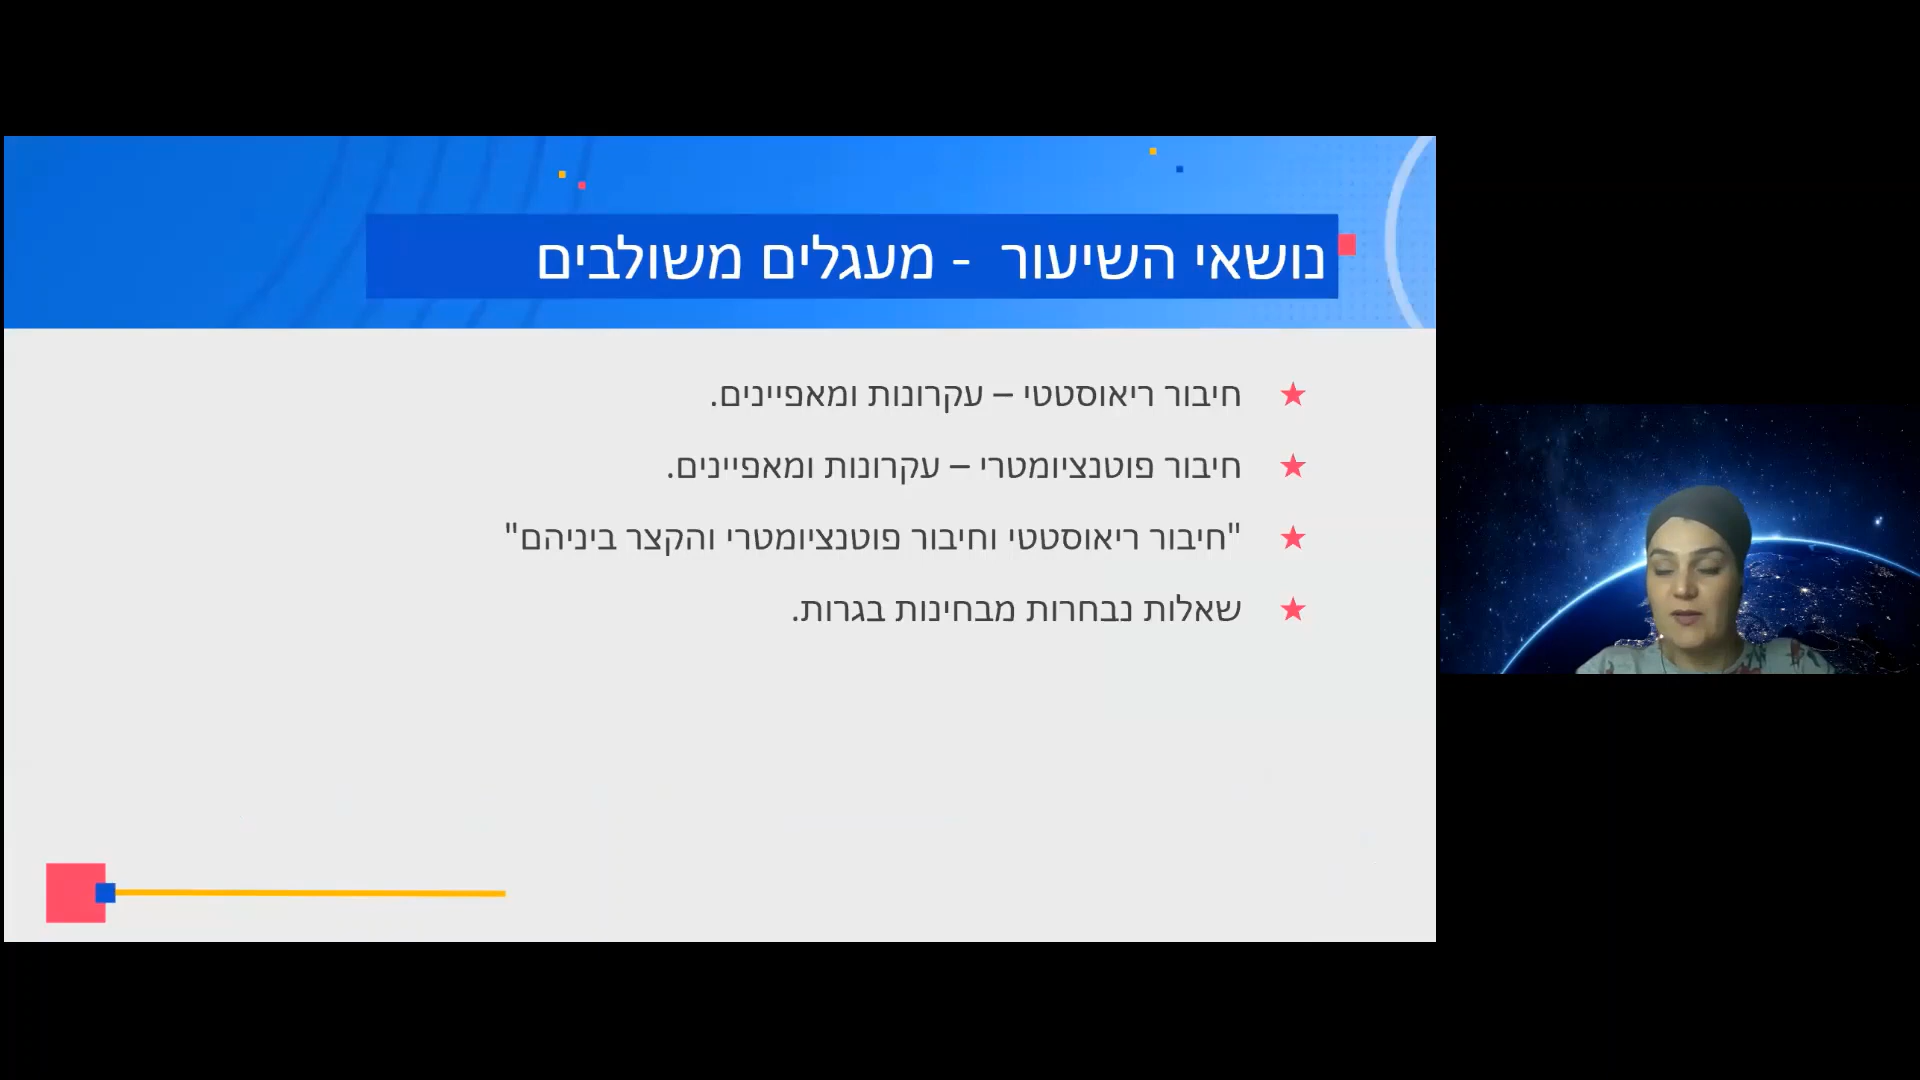 נושאי השיעור - מעגלים משולבים
חיבור ריאוסטטי – עקרונות ומאפיינים.
חיבור פוטנציומטרי – עקרונות ומאפיינים.
"חיבור ריאוסטטי וחיבור פוטנציומטרי והקצר ביניהם"
שאלות נבחרות מבחינות בגרות.